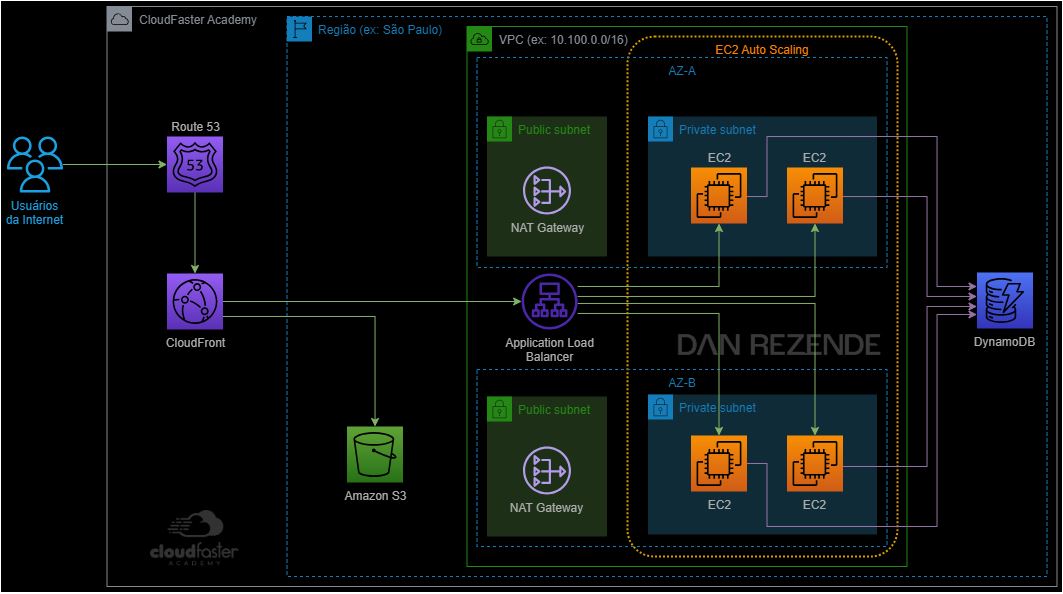 CloudFaster Academy
Região (ex: São Paulo)
VPC (ex: 10.100.0.0/16)
EC2 Auto Scaling
AZ-A
Public subnet
Private subnet
Route 53
53
EC2
EC2
Usuários
da Internet
NAT Gateway
CloudFront
Application Load
Balancer
DAN REZENDE
DynamoDB
AZ-B
Public subnet
Private subnet
Amazon S3
NAT Gateway
EC2
EC2
cloudfaster
ACADEMY